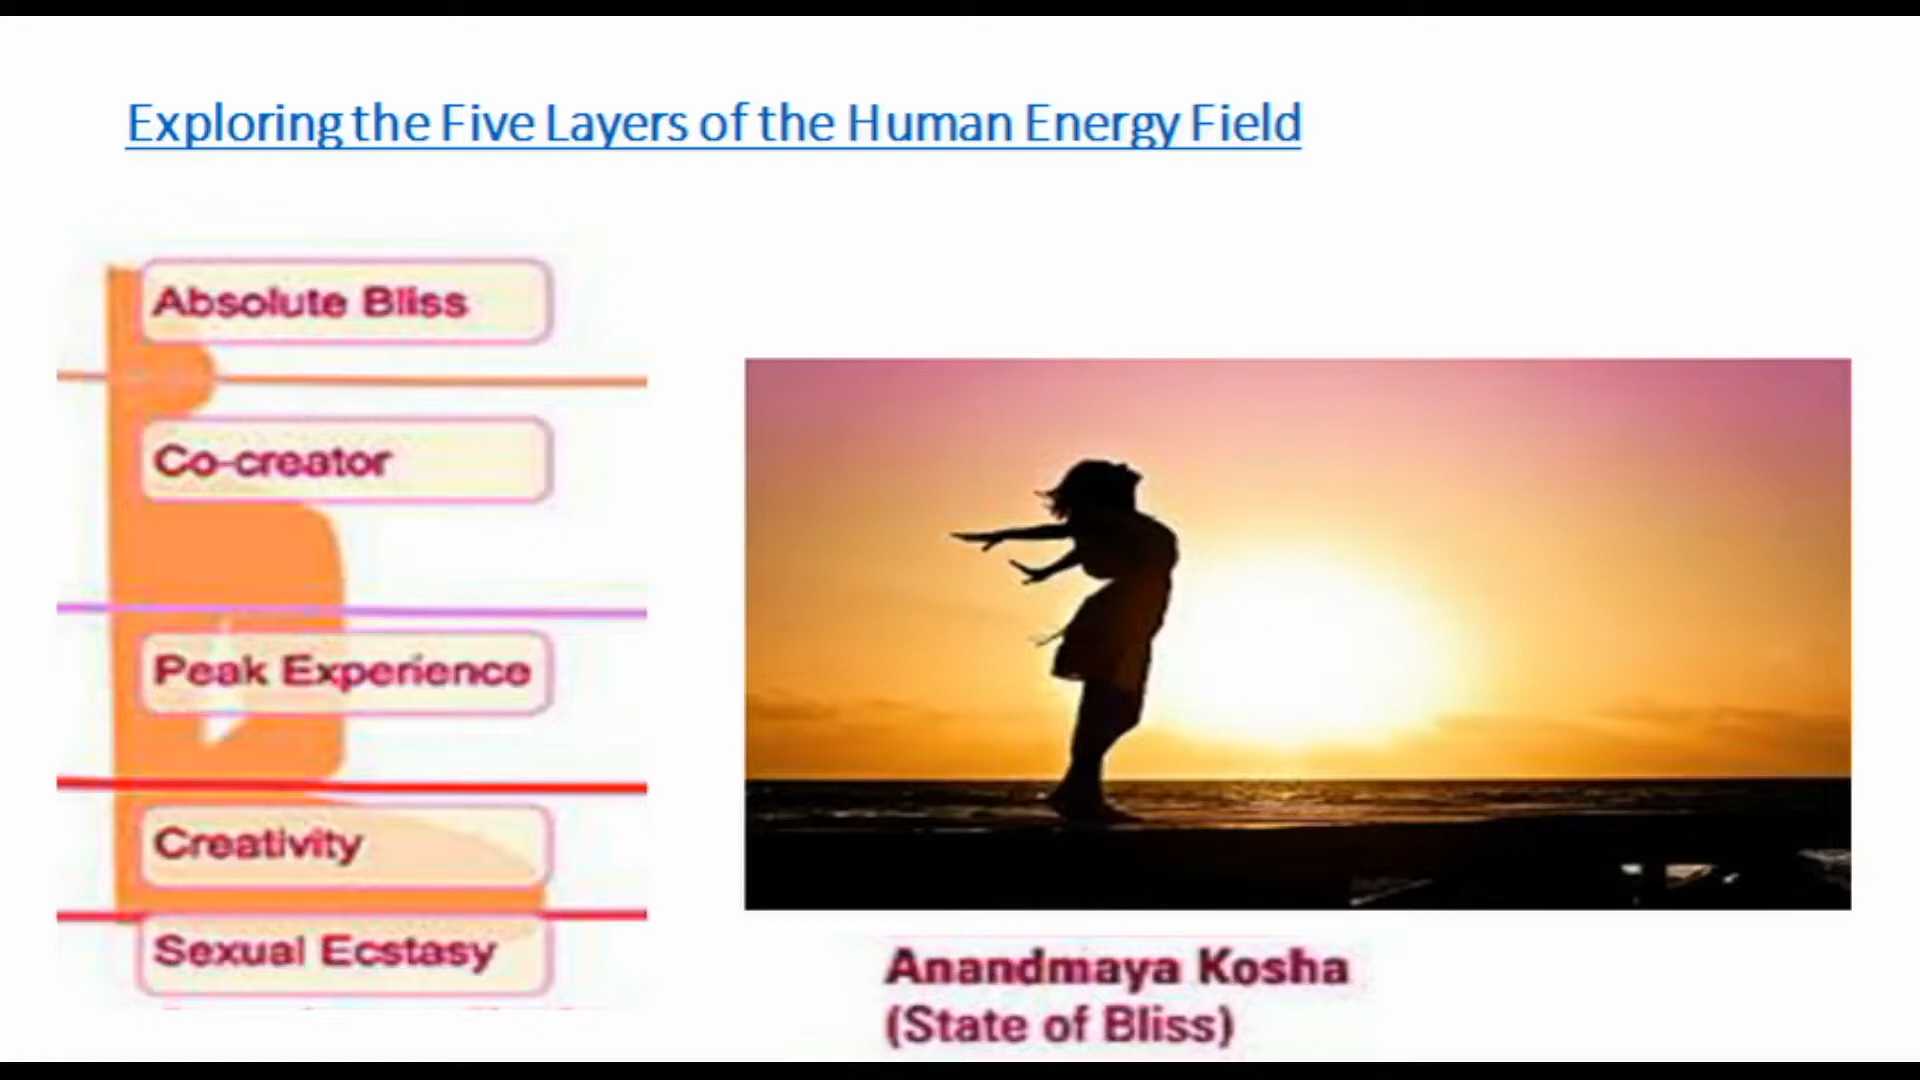 Exploring the Five Layers of the Human Energy Field
Absolute Bliss
Co-creator
Peak Experience
Creativity
Sexual Ecstasy
Anandmaya Kosha
(State of Bliss)